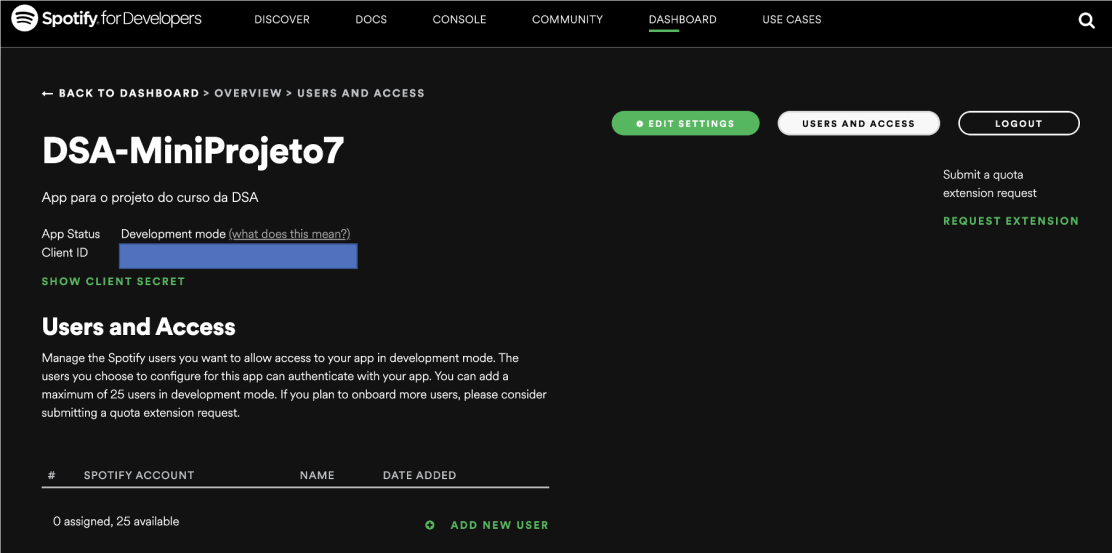 Spotify for Developers
DISCOVER DOCS CONSOLE COMMUNITY DASHBOARD USE CASES
← BACK TO DASHBOARD > OVERVIEW > USERS AND ACCESS
EDIT SETTINGS USERS AND ACCESS LOGOUT
DSA-MiniProjeto7
Submit a quota
extension request
App para o projeto do curso da DSA
REQUEST EXTENSION
App Status Development mode (what does this mean?)
Client ID
SHOW CLIENT SECRET
Users and Access
Manage the Spotify users you want to allow access to your app in development mode. The
users you choose to configure for this app can authenticate with your app. You can add a
maximum of 25 users in development mode. If you plan to onboard more users, please consider
submitting a quota extension request.
# SPOTIFY ACCOUNT NAME DATE ADDED
0 assigned, 25 available
ADD NEW USER